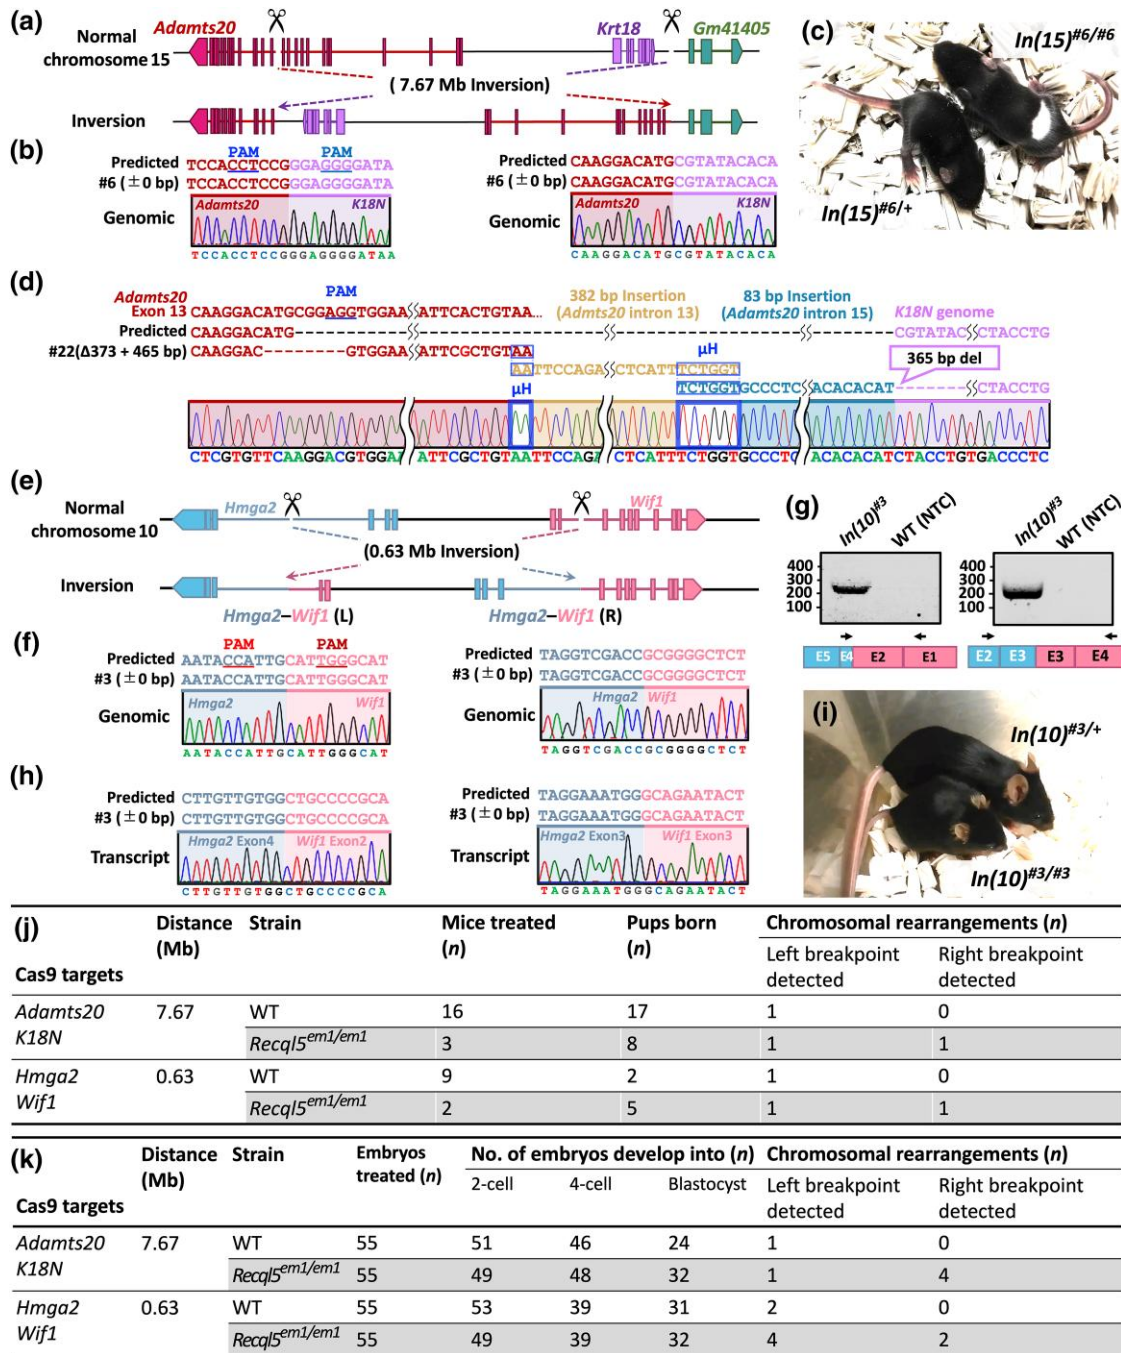 (a)
Adamts20
Krt18
Gm41405
Normal
chromosome 15
( 7.67 Mb Inversion)
Inversion
(b)
PAM PAM
Predicted TCCACCTCCGGGAGGGGATA
#6 (±0 bp) TCCACCTCCGGGAGGGGATA
Adamts20 K18N
Genomic
TCCACCTCCGGGAGGGGATAA
Predicted CAAGGACATGCGTATACACA
#6 (±0 bp) CAAGGACATGCGTATACACA
Adamts20 K18N
Genomic
CAAGGACATGCGTATACACA
(c)
In(15)#6/#6
In(15)#6/+
(d)
PAM
Adamts20
Exon 13 CAAGGACATGCGGAGGTGGAA ATTCACTGTAA...
382 bp Insertion
(Admts20 intron 13)
83 bp Insertion
(Adamts20 intron 15)
K18N genome
Predicted CAAGGACATG CGTATAC CTACCTG
#22(Δ373 + 465 bp) CAAGGAC-------GTGGAA ATTCGCTGTAA
365 bp del
μH
AATTCCAGA CTCATTTCTGGT
μH
TCTGGTGCCCTC ACACACAT------ CTACCTG
CTCGTGTTCAAGGACGTGGAA ATTCGCTGTAATTCCAGA CTCATTTCTGGTGCCCTC ACACACATCTACCTGTGACCCTC
(e)
Hmga2
Wif1
Normal
chromosome 10
(0.63 Mb Inversion)
Inversion
Hmga2–Wif1 (L)
Hmga2–Wif1 (R)
(f)
PAM PAM
Predicted AATACCATTGCATTGGGCAT
#3 (±0 bp) AATACCATTGCATTGGGCAT
Hmga2 Wif1
Genomic
AATACCATTGCATTGGGCAT
Predicted TAGGTCGACCGCGGGGCTCT
#3 (±0 bp) TAGGTCGACCGCGGGGCTCT
Hmga2 Wif1
Genomic
TAGGTCGACCGCGGGGCTCT
(g)
In(10)#3 WT (NTC)
400
300
200
100
E5 E4 E2 E1
In(10)#3 WT (NTC)
400
300
200
100
E2 E3 E3 E4
(h)
Predicted CTTGTTGTGGCTGCCCCGCA
#3 (±0 bp) CTTGTTGTGGCTGCCCCGCA
Hmga2 Exon4 Wif1 Exon2
Transcript
CTTGTTGTGGCTGCCCCGCA
Predicted TAGGAAATGGGCAGAATACT
#3 (±0 bp) TAGGAAATGGGCAGAATACT
Hmga2 Exon3 Wif1 Exon3
Transcript
TAGGAAATGGGCAGAATACT
(i)
In(10)#3/+
In(10)#3/#3
(j)
Cas9 targets Distance (Mb) Strain Mice treated (n) Pups born (n) Chromosomal rearrangements (n)
Left breakpoint detected Right breakpoint detected
Adamts20 7.67 WT 16 17 1 0
K18N Recql5em1/em1 3 8 1 1
Hmga2 0.63 WT 9 2 1 0
Wif1 Recql5em1/em1 2 5 1 1
(k)
Cas9 targets Distance (Mb) Strain Embryos treated (n) No. of embryos develop into (n) Chromosomal rearrangements (n)
2-cell 4-cell Blastocyst Left breakpoint detected Right breakpoint detected
Adamts20 7.67 WT 55 51 46 24 1 0
K18N Recql5em1/em1 55 49 48 32 1 4
Hmga2 0.63 WT 55 53 39 31 2 0
Wif1 Recql5em1/em1 55 49 39 32 4 2